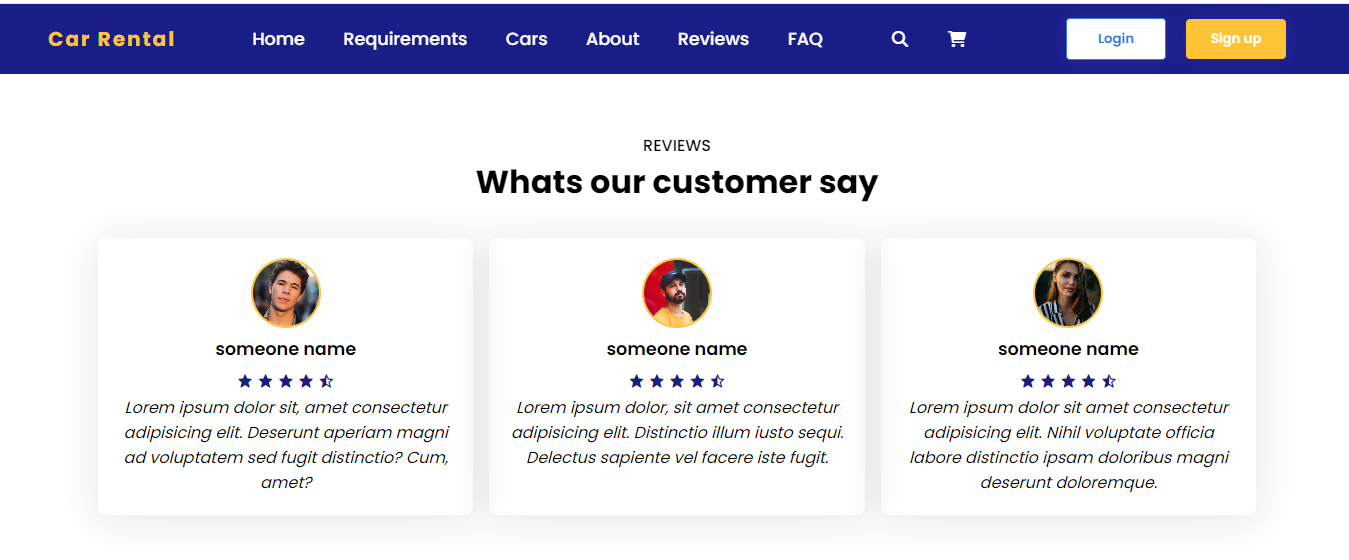 Car Rental Home Requirements Cars About Reviews FAQ Login Sign up
REVIEWS
Whats our customer say
someone name
Lorem ipsum dolor sit, amet consectetur
adipisicing elit. Deserunt aperiam magni
ad voluptatem sed fugit distinctio? Cum,
amet?
someone name
Lorem ipsum dolor, sit amet consectetur
adipisicing elit. Distinctio illum iusto sequi.
Delectus sapiente vel facere iste fugit.
someone name
Lorem ipsum dolor sit amet consectetur
adipisicing elit. Nihil voluptate officia
labore distinctio ipsam doloribus magni
deserunt doloremque.